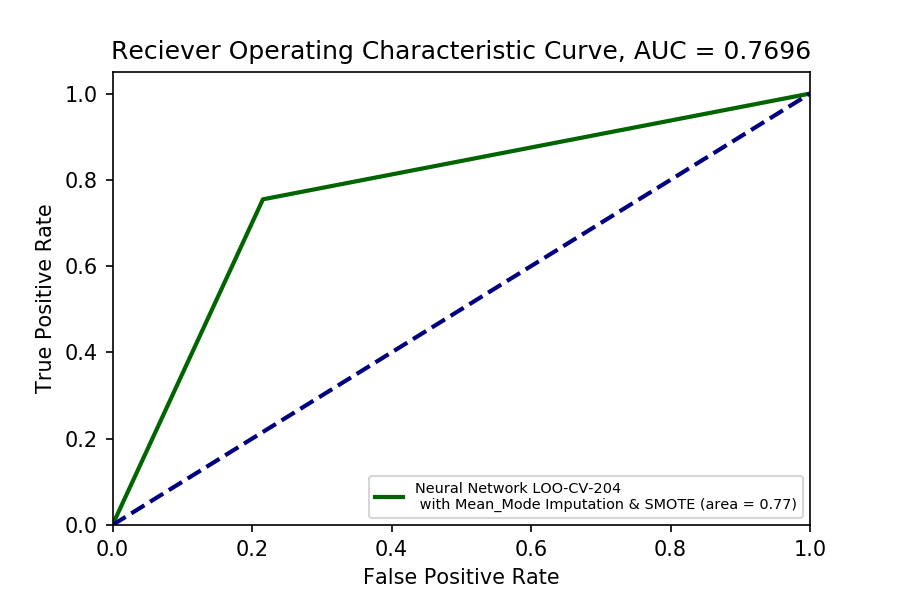 Reciever Operating Characteristic Curve, AUC = 0.7696
True Positive Rate
1.0
0.8
0.6
0.4
0.2
0.0
Neural Network LOO-CV-204
with Mean_Mode Imputation & SMOTE (area = 0.77)
0.0 0.2 0.4 0.6 0.8 1.0
False Positive Rate